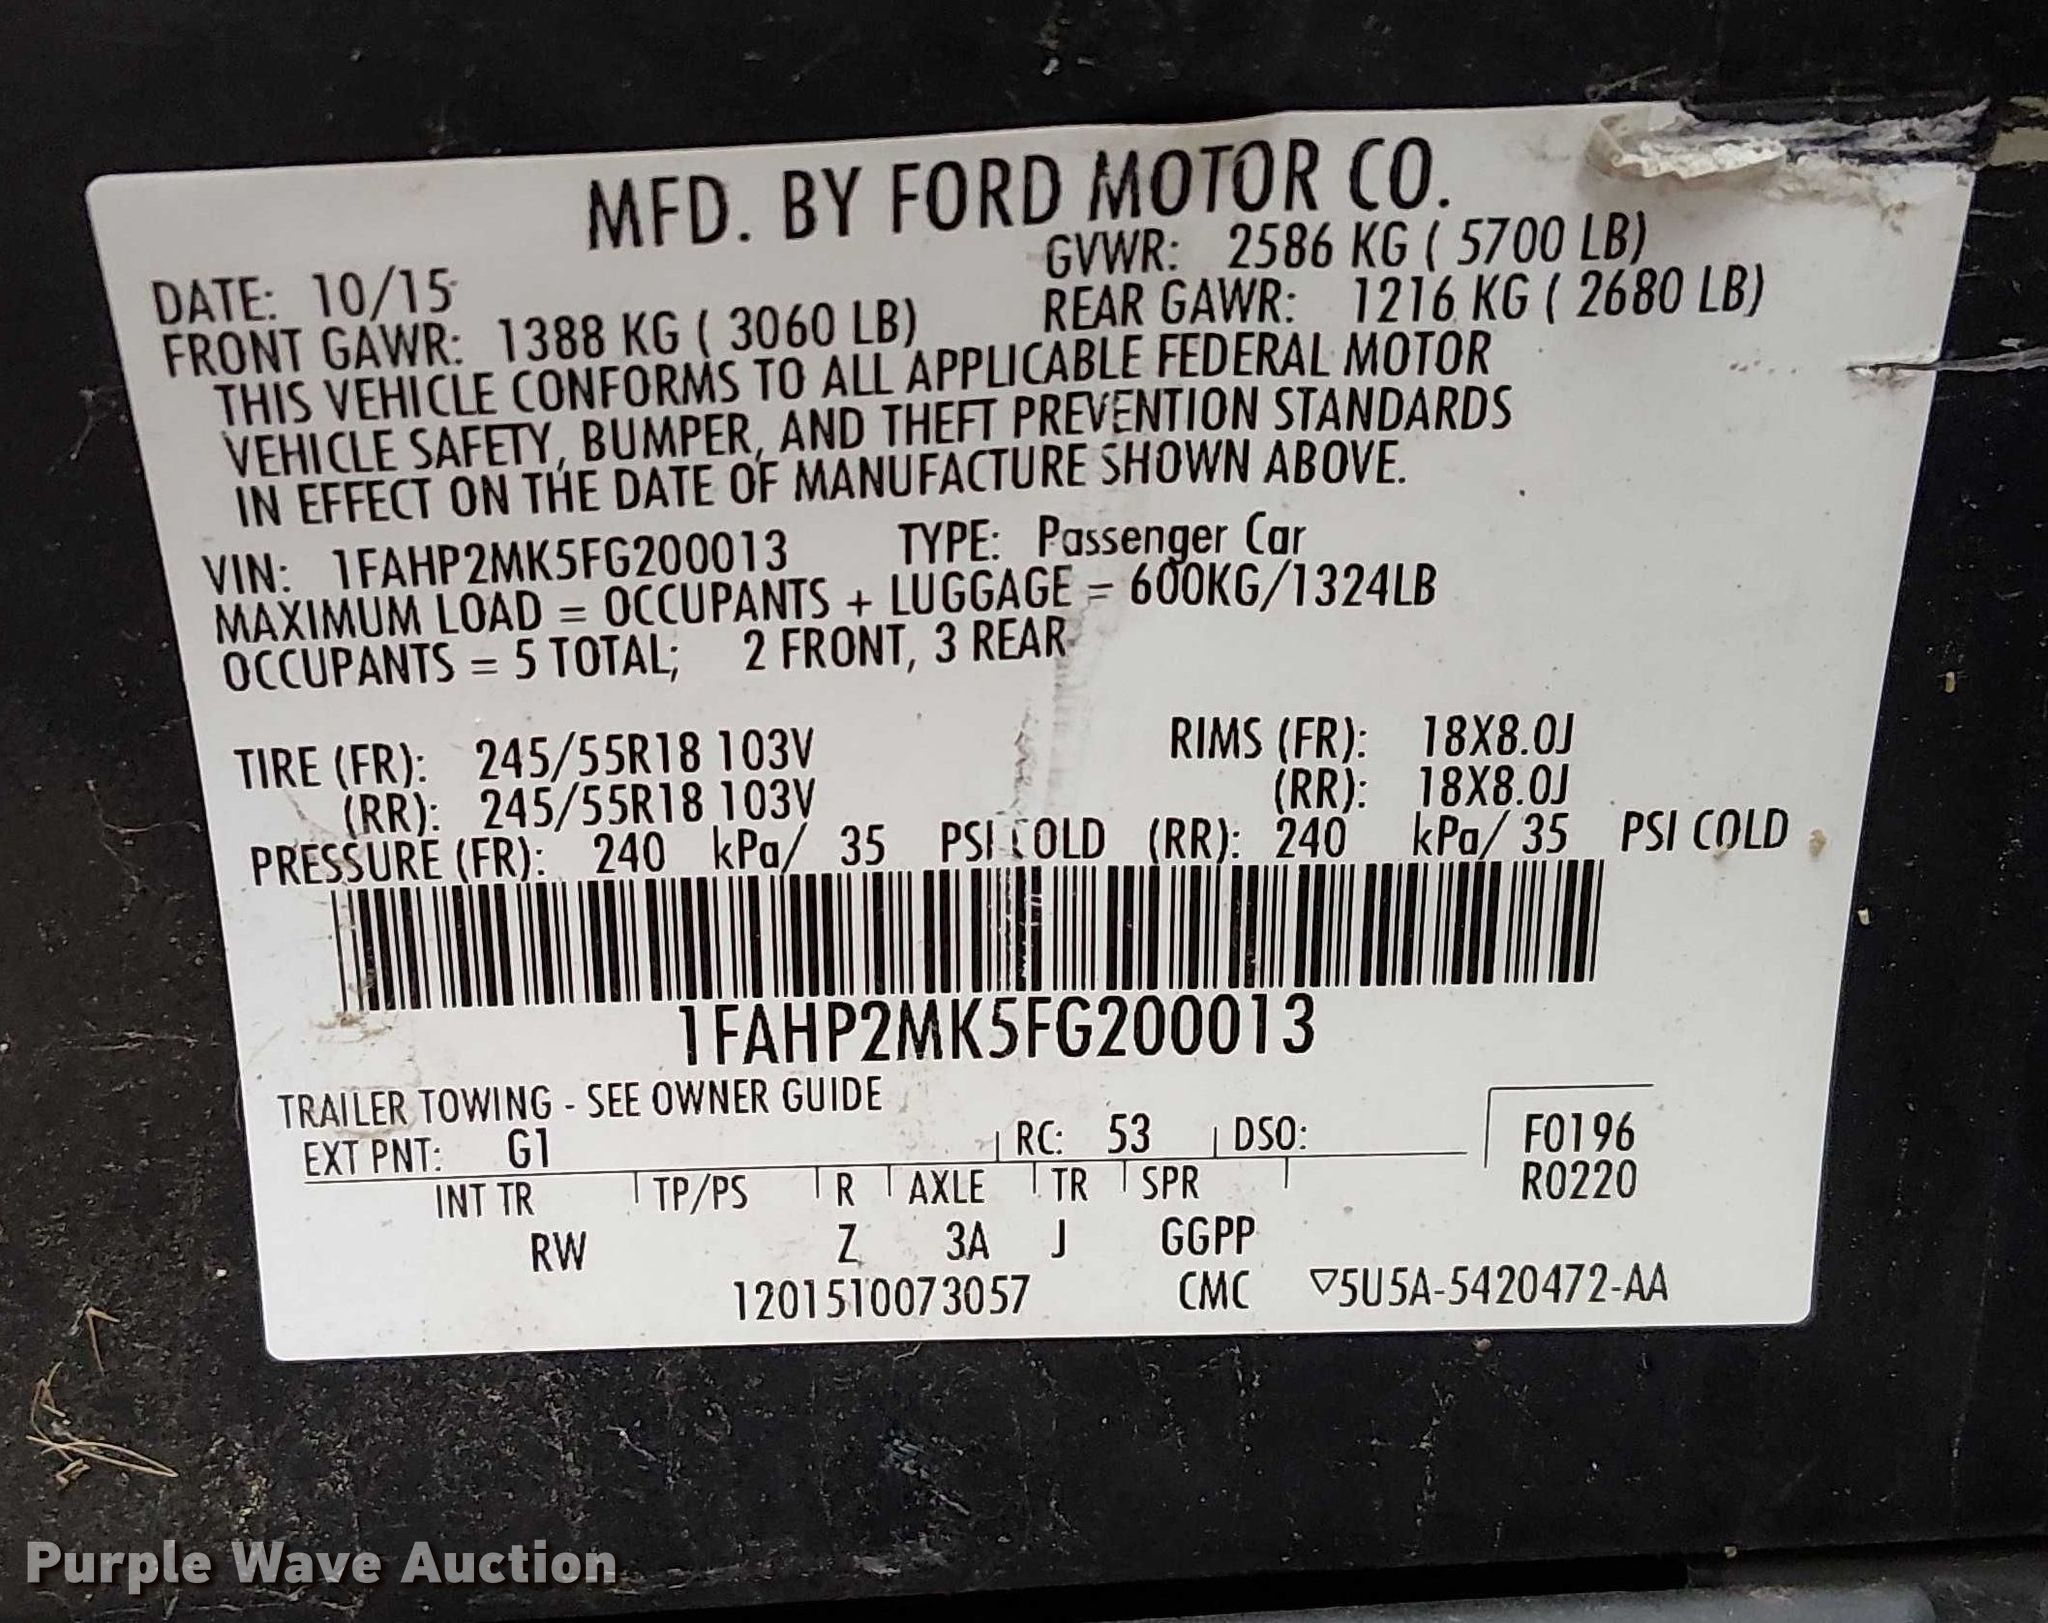 MFD. BY FORD MOTOR CO.
DATE: 10/15 GVWR: 2586 KG ( 5700 LB)
FRONT GAWR: 1388 KG ( 3060 LB) REAR GAWR: 1216 KG ( 2680 LB)
THIS VEHICLE CONFORMS TO ALL APPLICABLE FEDERAL MOTOR
VEHICLE SAFETY, BUMPER, AND THEFT PREVENTION STANDARDS
IN EFFECT ON THE DATE OF MANUFACTURE SHOWN ABOVE.
VIN: 1FAHP2MK5FG200013 TYPE: Passenger Car
MAXIMUM LOAD = OCCUPANTS + LUGGAGE = 600KG/1324LB
OCCUPANTS = 5 TOTAL; 2 FRONT, 3 REAR
TIRE (FR): 245/55R18 103V RIMS (FR): 18X8.0J
(RR): 245/55R18 103V (RR): 18X8.0J
PRESSURE (FR): 240 kPa/ 35 PSI COLD (RR): 240 kPa/ 35 PSI COLD
1FAHP2MK5FG200013
TRAILER TOWING - SEE OWNER GUIDE
EXT PNT: G1 RC: 53 DSO: F0196
INT TR TP/PS R AXLE TR SPR R0220
RW Z 3A J GGPP
1201510073057 CMC ▽5U5A-5420472-AA
Purple Wave Auction